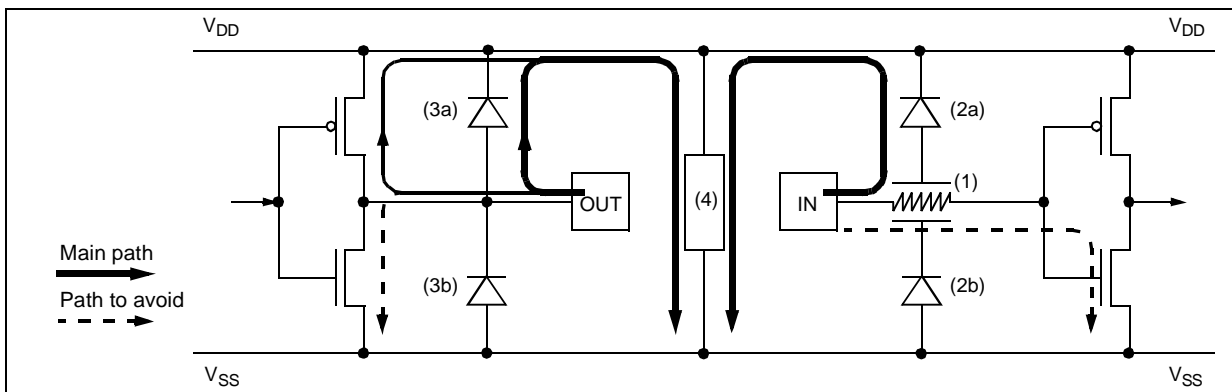 VDD
VDD
(3a)
(2a)
(1)
OUT
(4)
IN
Main path
(3b)
(2b)
Path to avoid
VSS
VSS